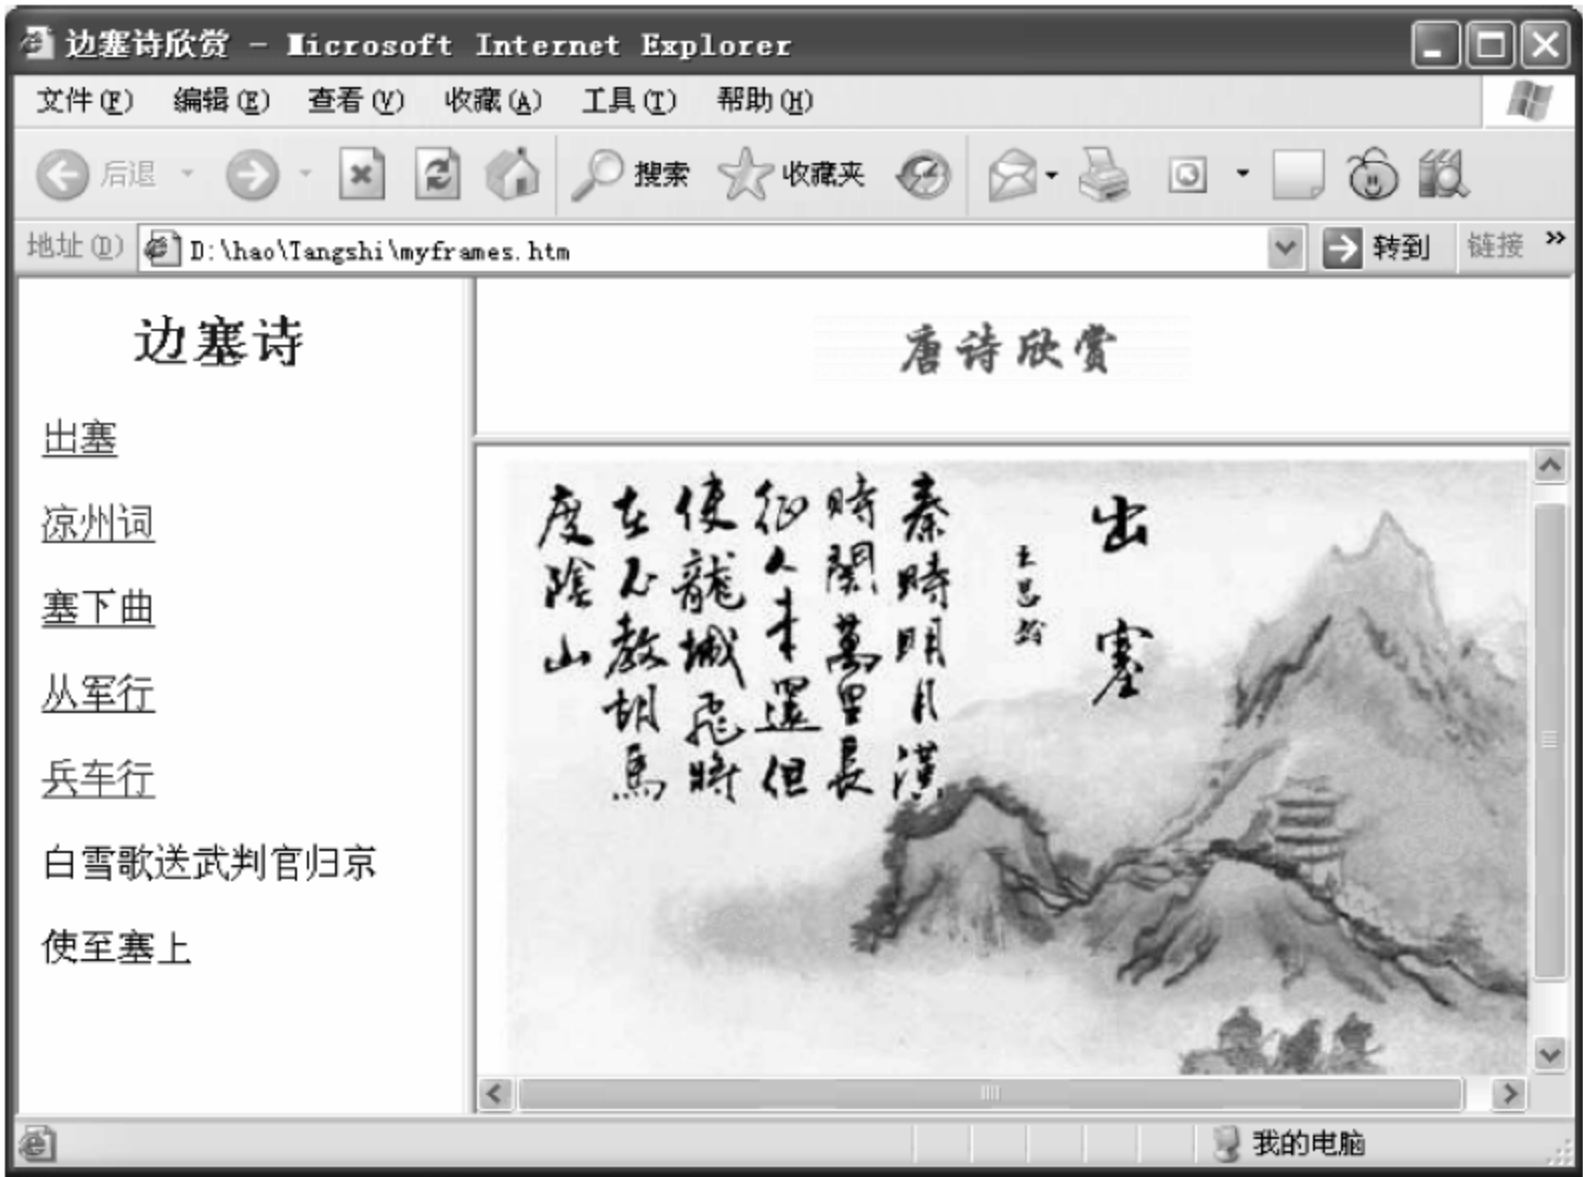 边塞诗欣赏 - Microsoft Internet Explorer
文件(F) 编辑(E) 查看(V) 收藏(A) 工具(T) 帮助(H)
后退 搜索 收藏夹
地址(D) D:\hao\Tangshi\myframes.htm 转到 链接 »
边塞诗
出塞
凉州词
塞下曲
从军行
兵车行
白雪歌送武判官归京
使至塞上
唐诗欣赏
出塞
王昌龄
秦時明月漢
時關萬里長
征人未還但
使龍城飛將
在不教胡馬
度陰山
我的电脑